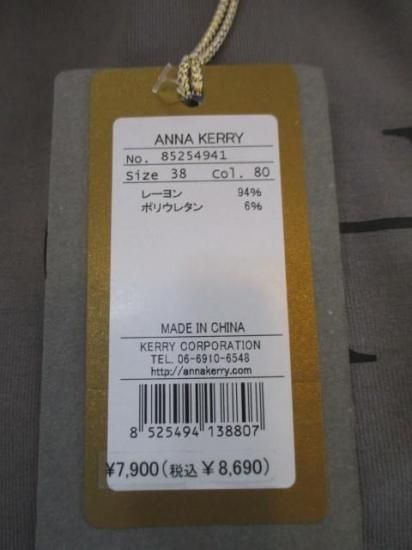 ANNA KERRY
No. 85254941
Size 38 Col. 80
レーヨン 94%
ポリウレタン 6%
MADE IN CHINA
KERRY CORPORATION
TEL. 06-6910-6548
http://annakerry.com
8 525494 138807
¥7,900(税込¥8,690)